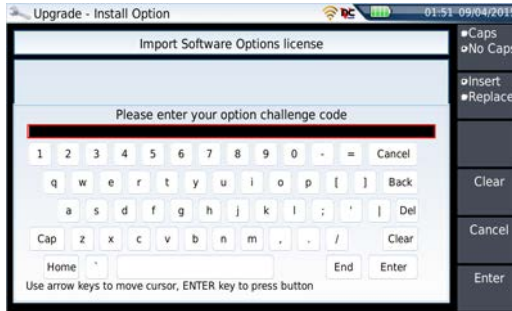 Upgrade - Install Option
DC
01:51 09/04/2015
Import Software Options license
Please enter your option challenge code
1 2 3 4 5 6 7 8 9 0 - = Cancel
q w e r t y u i o p [ ] Back
a s d f g h j k l ; ' | Del
Cap z x c v b n m , . / Clear
Home ` End Enter
Use arrow keys to move cursor, ENTER key to press button
Caps
No Caps
Insert
Replace
Clear
Cancel
Enter